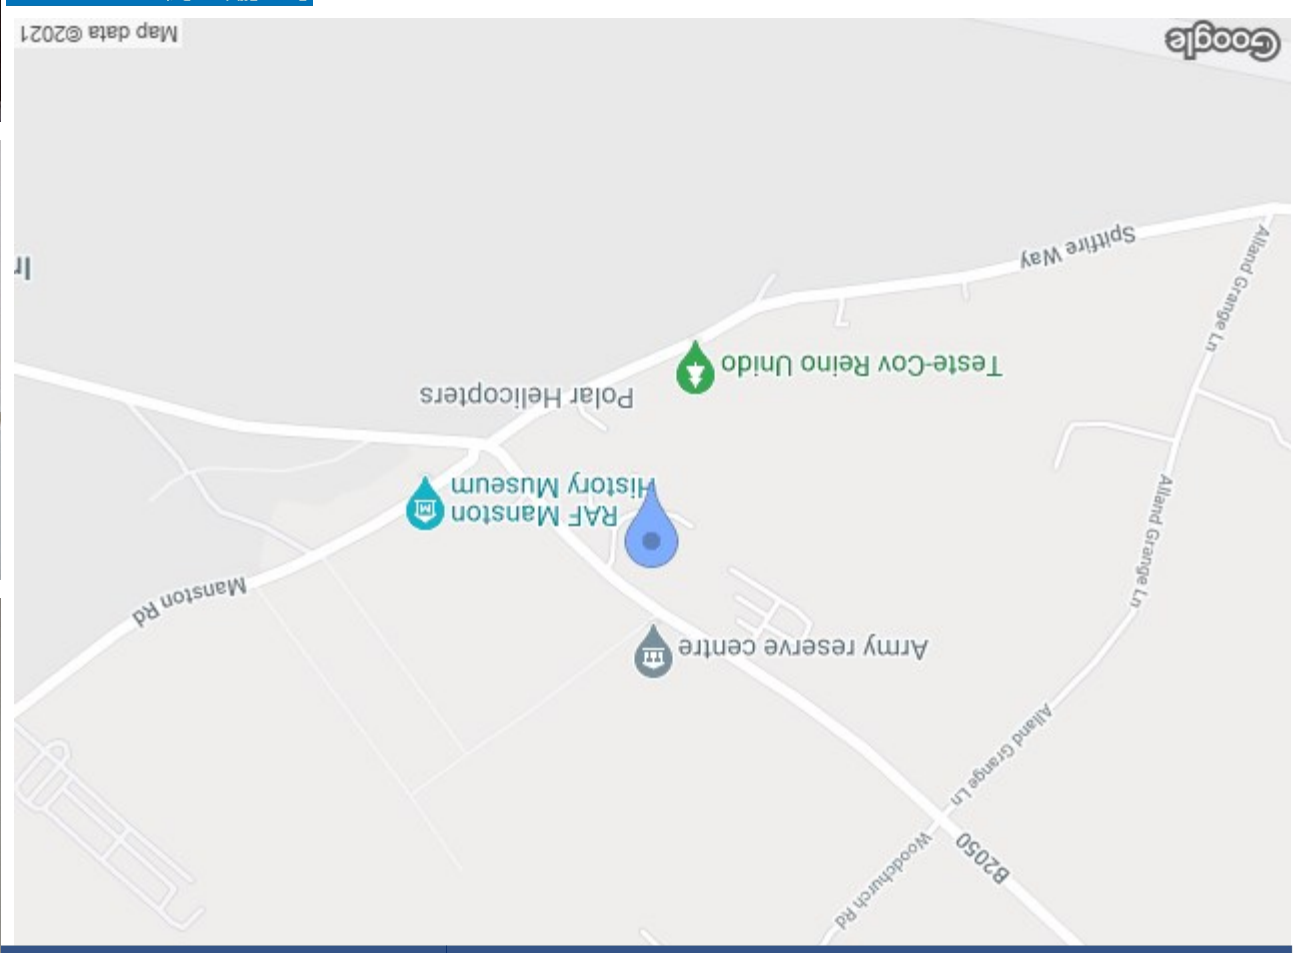 Woodchurch Rd
B2050
Alland Grange Ln
Army reserve centre
Manston Rd
RAF Manston
History Museum
Alland Grange Ln
Polar Helicopters
Teste-Cov Reino Unido
Alland Grange Ln
Spitfire Way
Google
Map data ©2021